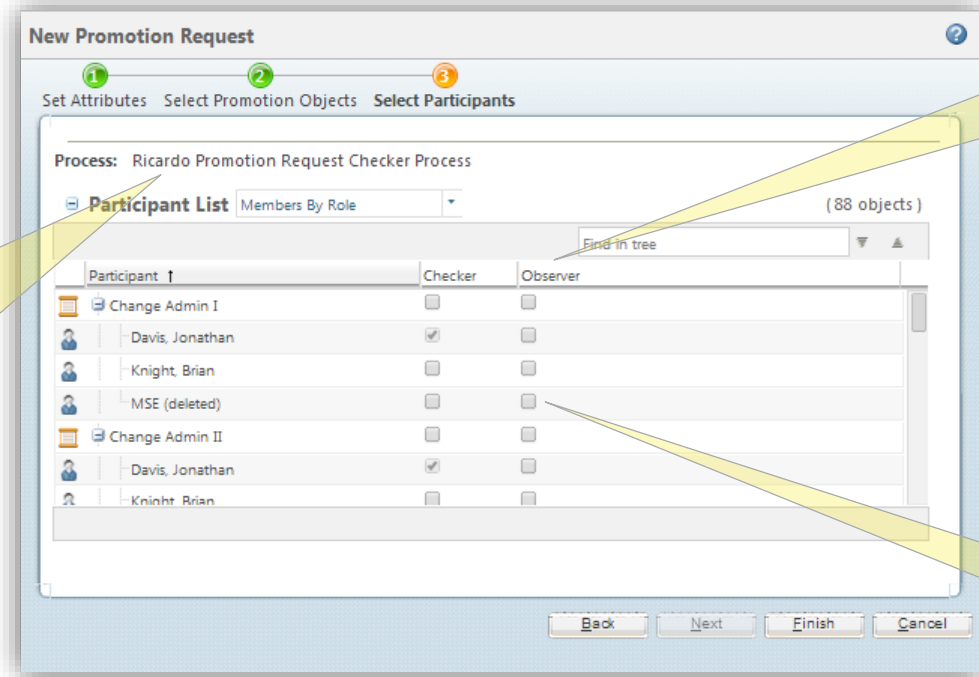 New Promotion Request
?
1 2 3
Set Attributes Select Promotion Objects Select Participants
Process: Ricardo Promotion Request Checker Process
Participant List Members By Role (88 objects)
Find in tree
Participant ↑ Checker Observer
Change Admin I
Davis, Jonathan
Knight, Brian
MSE (deleted)
Change Admin II
Davis, Jonathan
Knight, Brian
Back Next Finish Cancel